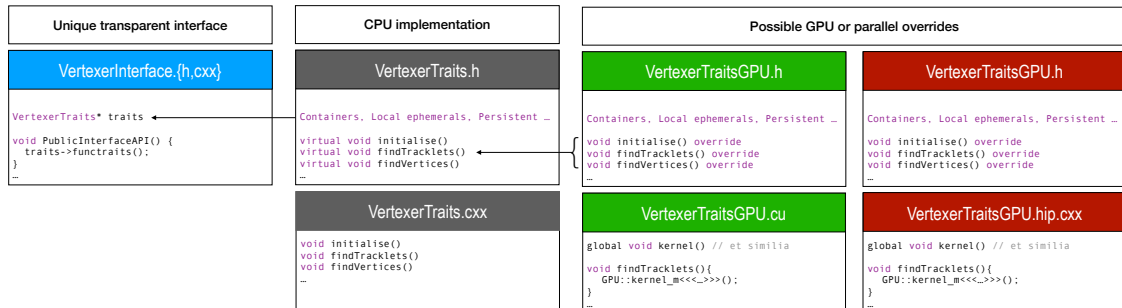 Unique transparent interface
CPU implementation
Possible GPU or parallel overrides
VertexerInterface.{h,cxx}
VertexerTraits* traits
void PublicInterfaceAPI() {
traits->functraits();
}
…
VertexerTraits.h
Containers, Local ephemerals, Persistent …
virtual void initialise()
virtual void findTracklets()
virtual void findVertices()
…
VertexerTraits.cxx
void initialise()
void findTracklets()
void findVertices()
…
VertexerTraitsGPU.h
Containers, Local ephemerals, Persistent …
void initialise() override
void findTracklets() override
void findVertices() override
…
VertexerTraitsGPU.cu
global void kernel() // et similia
void findTracklets(){
GPU::kernel_m<<<…>>>();
}
…
VertexerTraitsGPU.h
Containers, Local ephemerals, Persistent …
void initialise() override
void findTracklets() override
void findVertices() override
…
VertexerTraitsGPU.hip.cxx
global void kernel() // et similia
void findTracklets(){
GPU::kernel_m<<<…>>>();
}
…